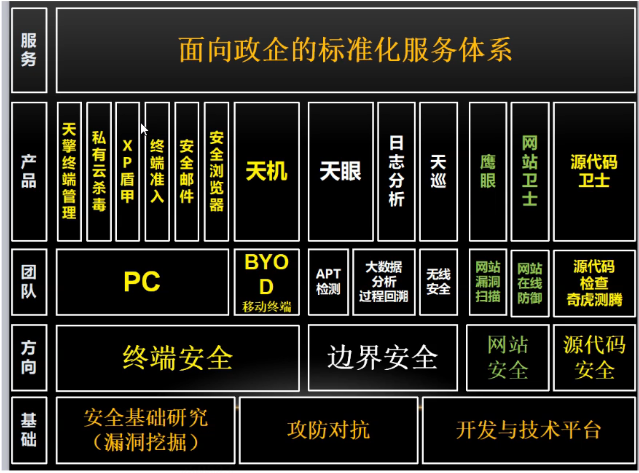 服务
面向政企的标准化服务体系
产品
天擎终端管理
私有云杀毒
XP盾甲
终端准入
安全邮件
安全浏览器
天机
天眼
日志分析
天巡
鹰眼
网站卫士
源代码
卫士
团队
PC
BYO
D
移动终端
APT
检测
大数据
分析
过程回溯
无线
安全
网站
漏洞
扫描
网站
在线
防御
源代码
检查
奇虎测腾
方向
终端安全
边界安全
网站
安全
源代码
安全
基础
安全基础研究
（漏洞挖掘）
攻防对抗
开发与技术平台